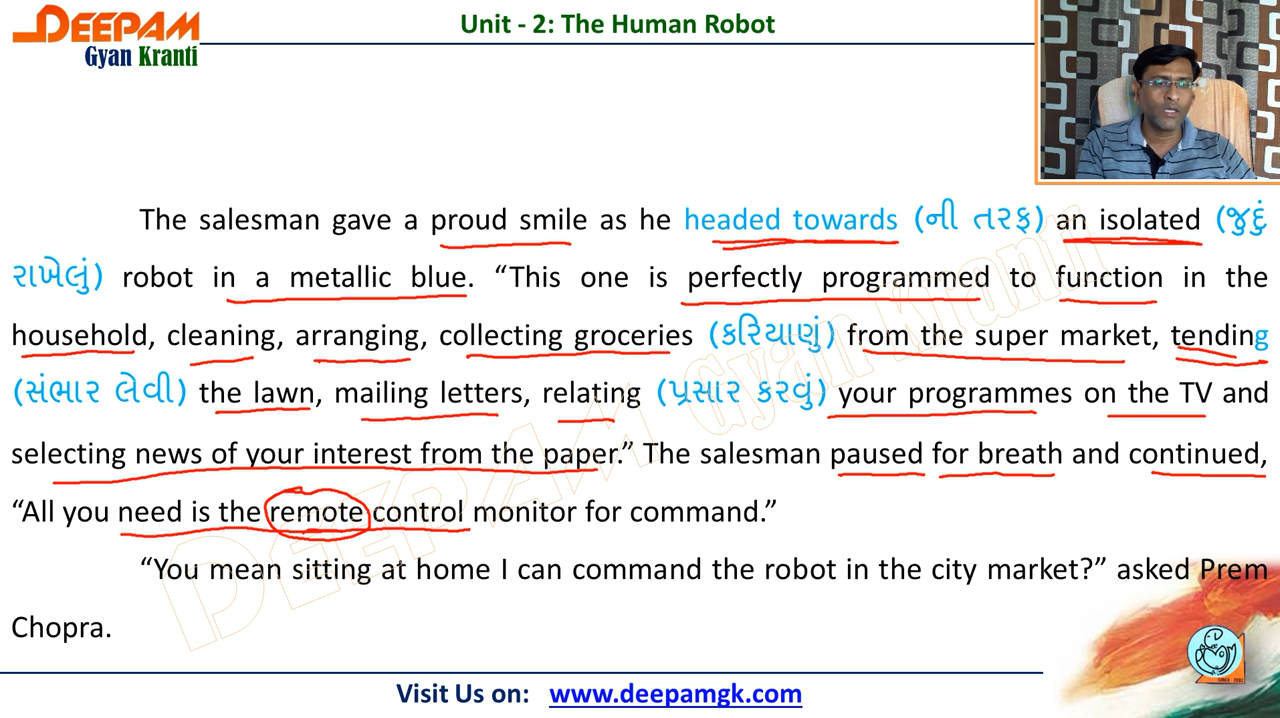 DEEPAM
Gyan Kranti
Unit - 2: The Human Robot
The salesman gave a proud smile as he headed towards (ની તરફ) an isolated (જુદું
રાખેલું) robot in a metallic blue. “This one is perfectly programmed to function in the
household, cleaning, arranging, collecting groceries (કરિયાણું) from the super market, tending
(સંભાર લેવી) the lawn, mailing letters, relating (પ્રસાર કરવું) your programmes on the TV and
selecting news of your interest from the paper.” The salesman paused for breath and continued,
“All you need is the remote control monitor for command.”
“You mean sitting at home I can command the robot in the city market?” asked Prem
Chopra.
DEEPAM Gyan Kranti
Visit Us on: www.deepamgk.com